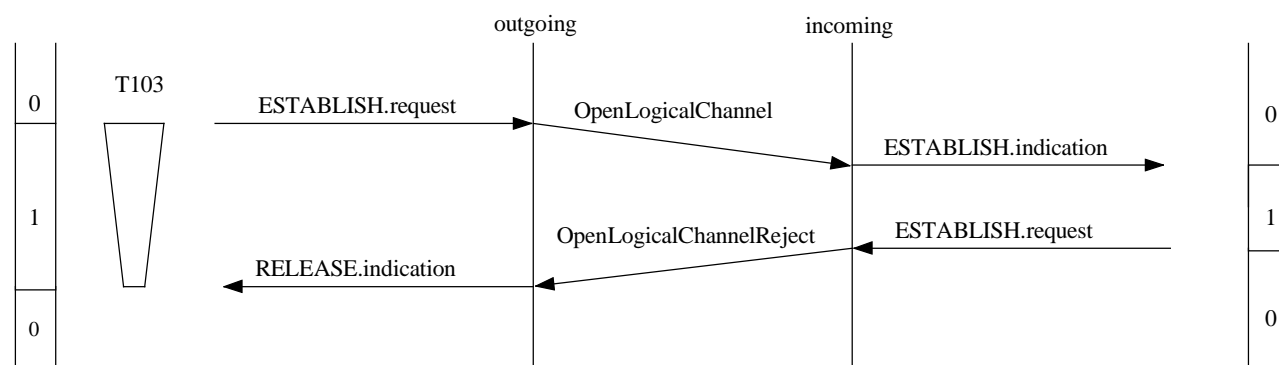 outgoing
incoming
T103
0
ESTABLISH.request
OpenLogicalChannel
0
ESTABLISH.indication
1
1
OpenLogicalChannelReject
ESTABLISH.request
RELEASE.indication
0
0